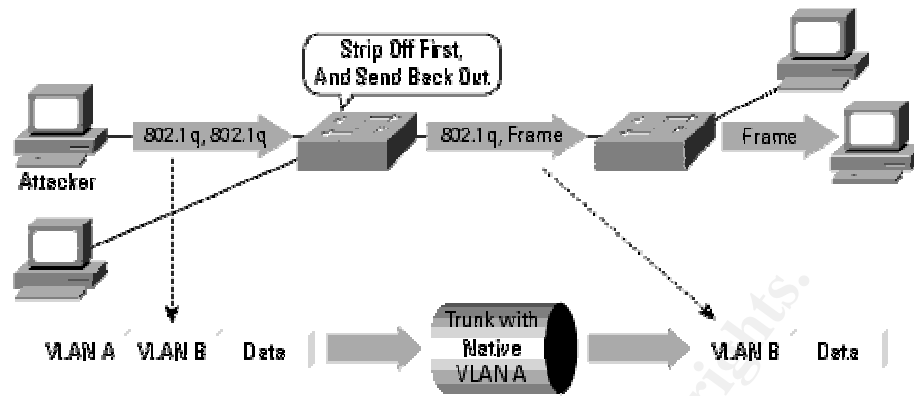 Strip Off First,
And Send Back Out.
802.1q, 802.1q
802.1q, Frame
Frame
Attacker
Trunk with
Native
VLAN A
VLAN A VLAN B Data
VLAN B Data
rights.